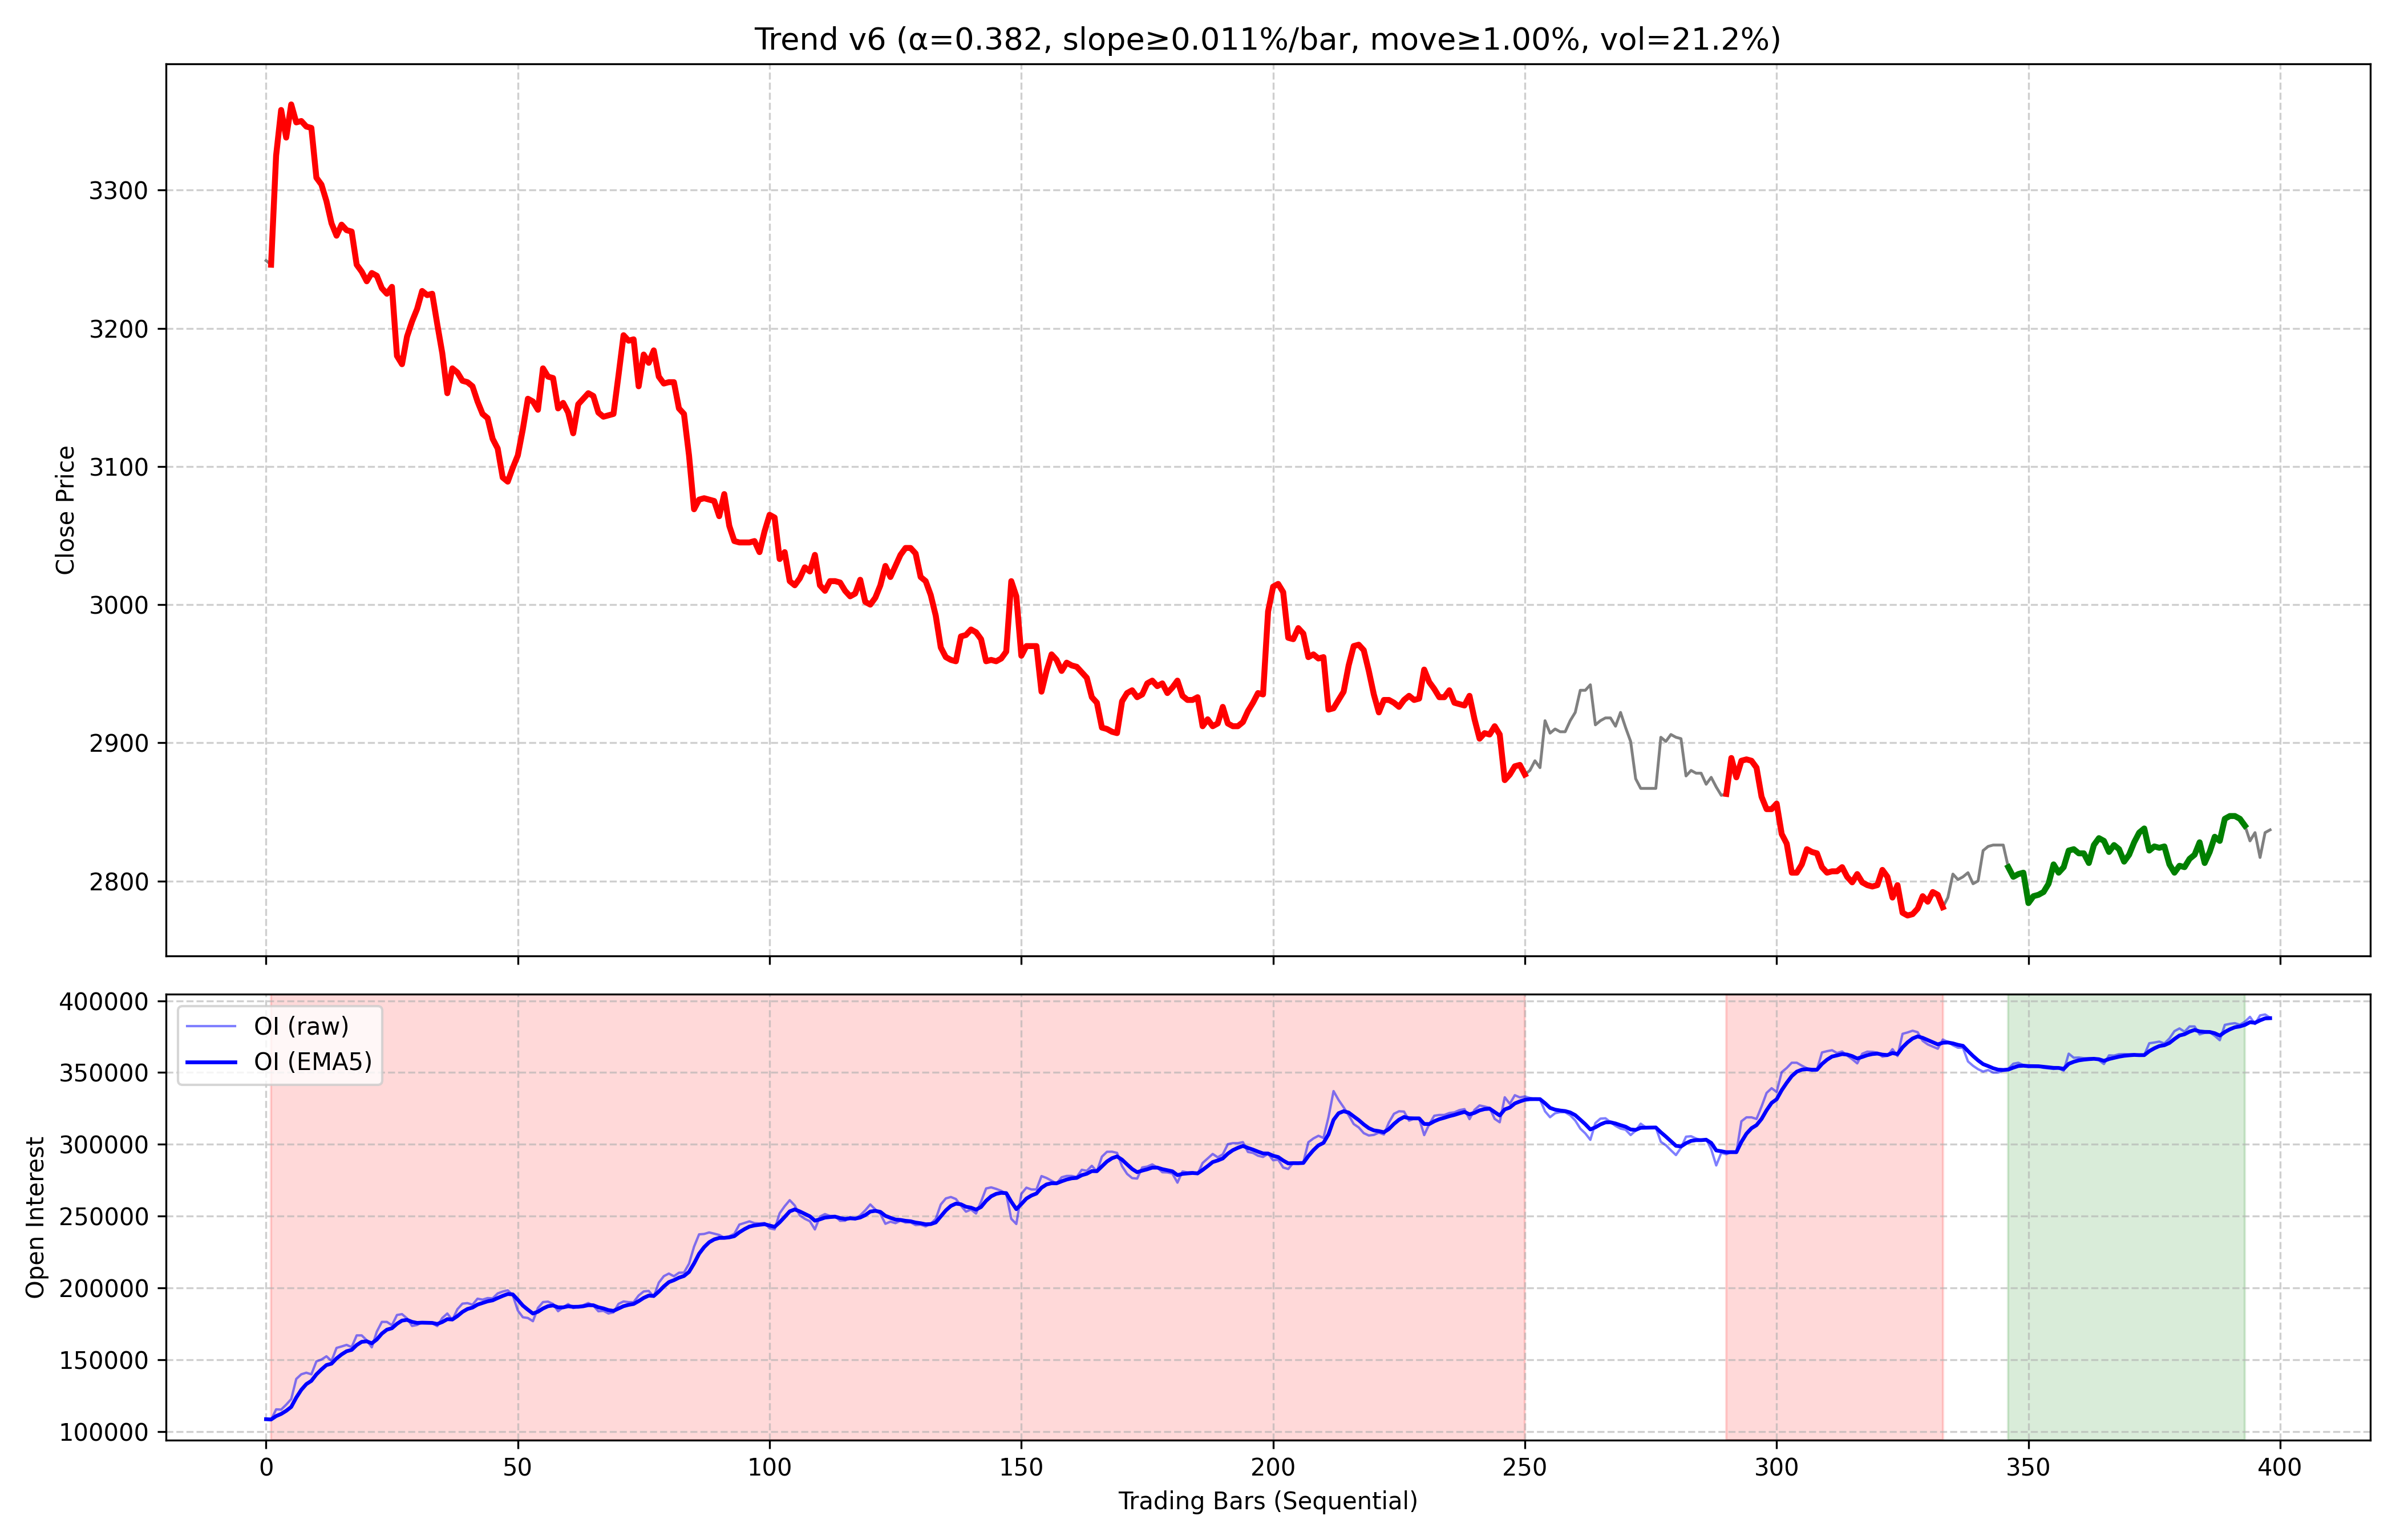 Trend v6 (α=0.382, slope≥0.011%/bar, move≥1.00%, vol=21.2%)
Close Price
3300
3200
3100
3000
2900
2800
Open Interest
400000
350000
300000
250000
200000
150000
100000
OI (raw)
OI (EMA5)
0 50 100 150 200 250 300 350 400
Trading Bars (Sequential)